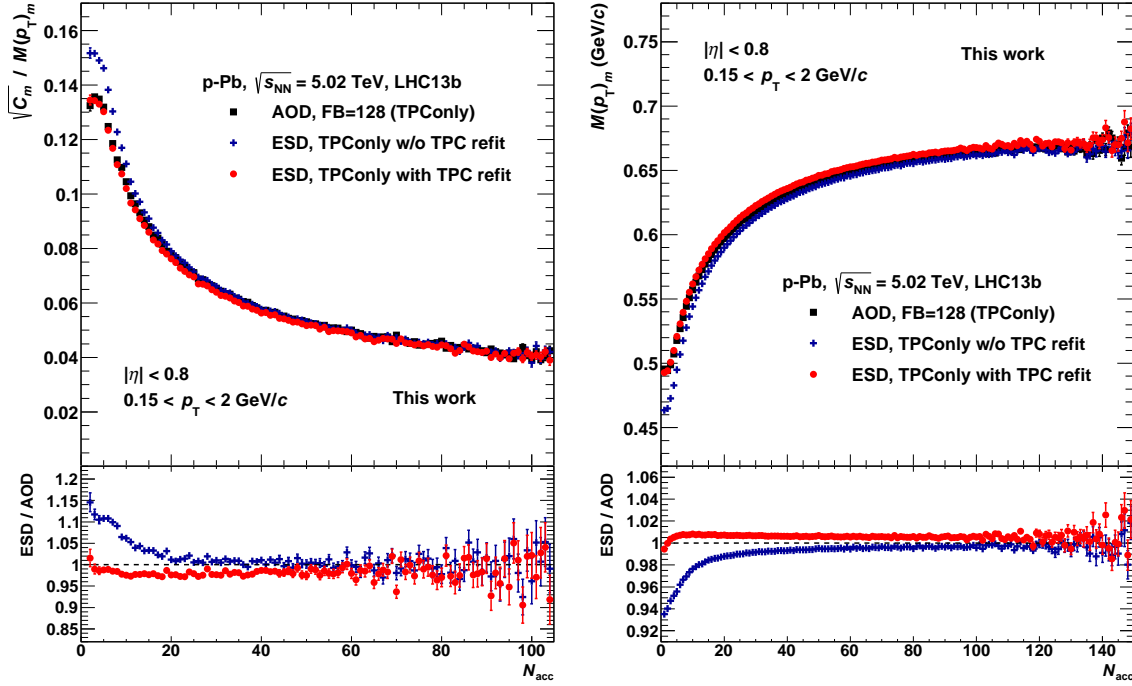 √C_m / M(p_T)_m
0.16
0.14
0.12
0.1
0.08
0.06
0.04
0.02
p-Pb, √s_NN = 5.02 TeV, LHC13b
AOD, FB=128 (TPConly)
ESD, TPConly w/o TPC refit
ESD, TPConly with TPC refit
|η| < 0.8
0.15 < p_T < 2 GeV/c
This work
ESD / AOD
1.2
1.15
1.1
1.05
1
0.95
0.9
0.85
0 20 40 60 80 100
N_acc
M(p_T)_m (GeV/c)
0.75
0.7
0.65
0.6
0.55
0.5
0.45
|η| < 0.8
0.15 < p_T < 2 GeV/c
This work
p-Pb, √s_NN = 5.02 TeV, LHC13b
AOD, FB=128 (TPConly)
ESD, TPConly w/o TPC refit
ESD, TPConly with TPC refit
ESD / AOD
1.06
1.04
1.02
1
0.98
0.96
0.94
0.92
0 20 40 60 80 100 120 140
N_acc